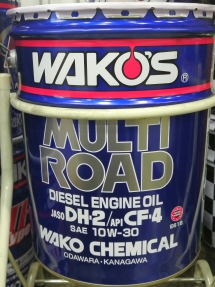 WAKO'S®
MULTI
ROAD
DIESEL ENGINE OIL
JASO DH-2/API CF-4
SAE 10W-30
WAKO CHEMICAL
ODAWARA・KANAGAWA